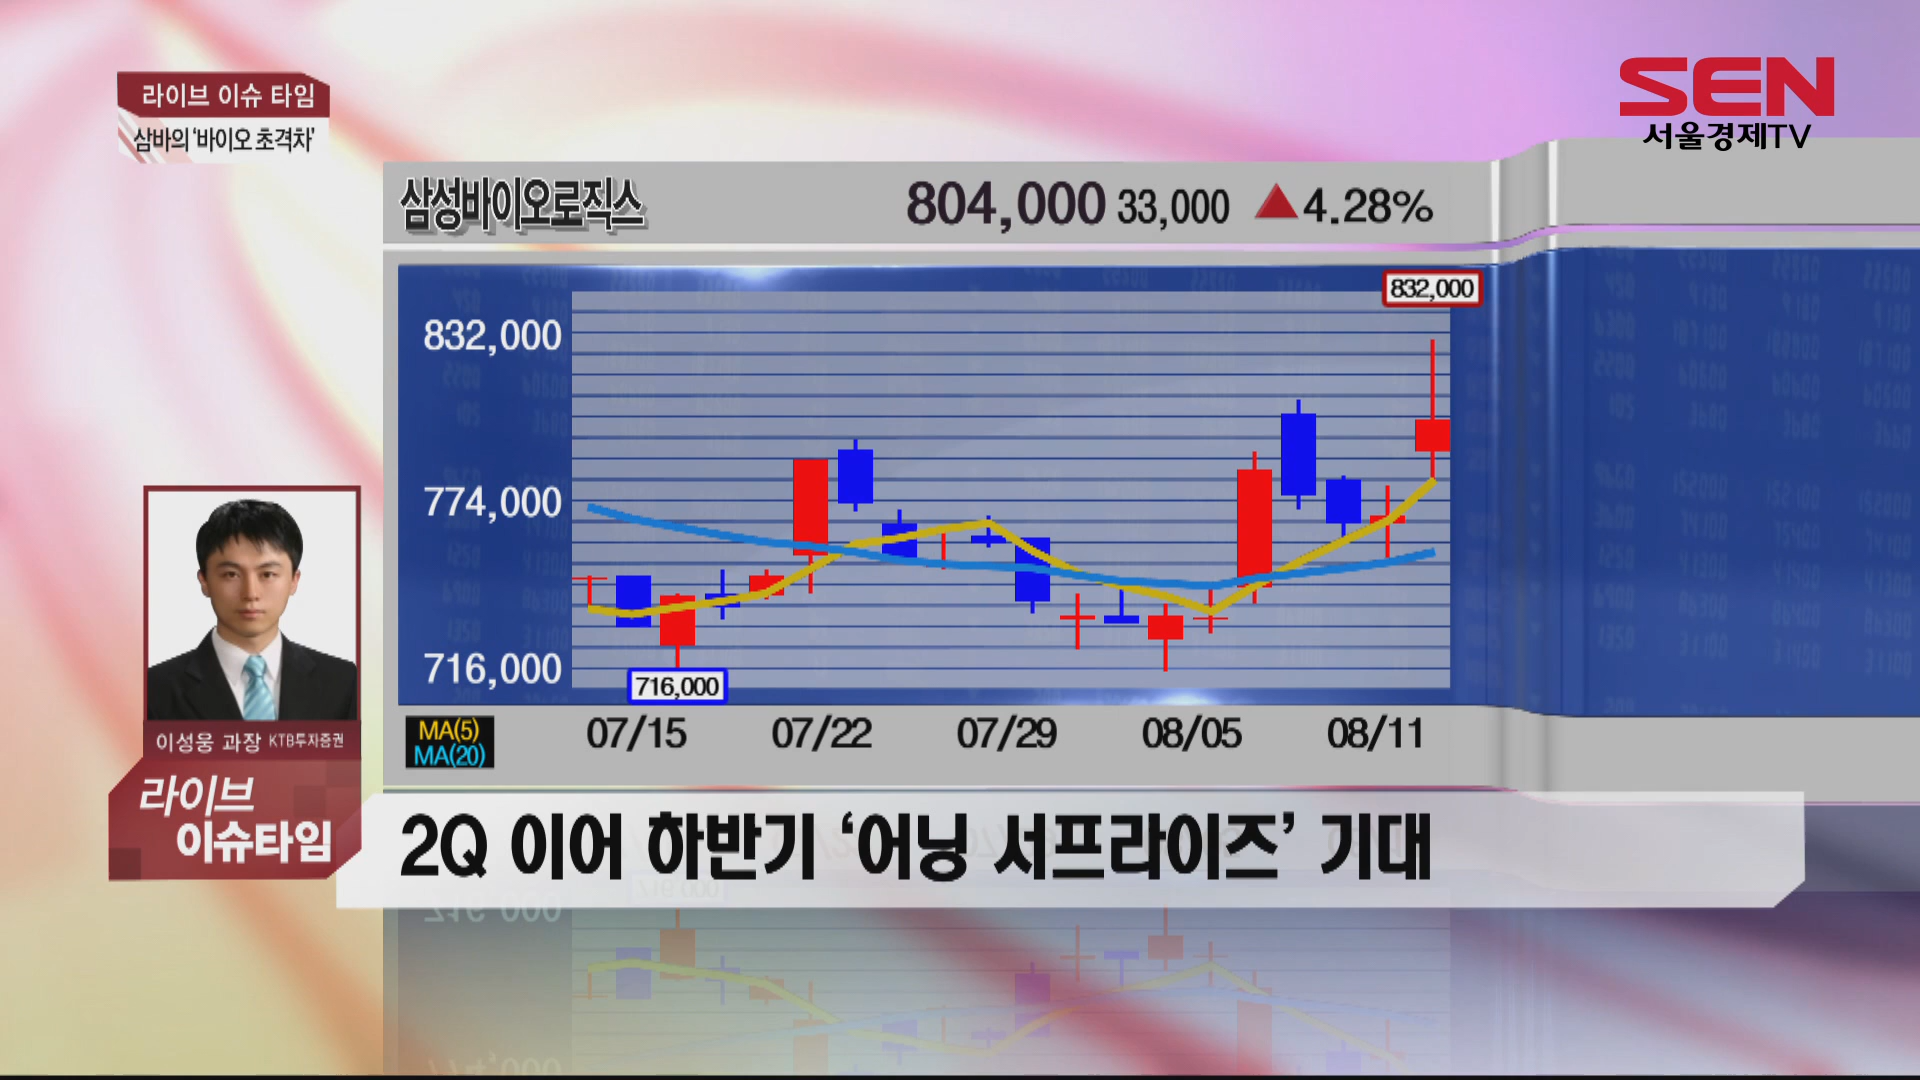 라이브 이슈 타임
삼바의 ‘바이오 초격차’
SEN
서울경제TV
삼성바이오로직스 804,000 33,000 ▲4.28%
832,000
832,000
774,000
716,000
716,000
MA(5)
MA(20)
07/15 07/22 07/29 08/05 08/11
이성웅 과장 KTB투자증권
라이브
이슈타임
2Q 이어 하반기 ‘어닝 서프라이즈’ 기대